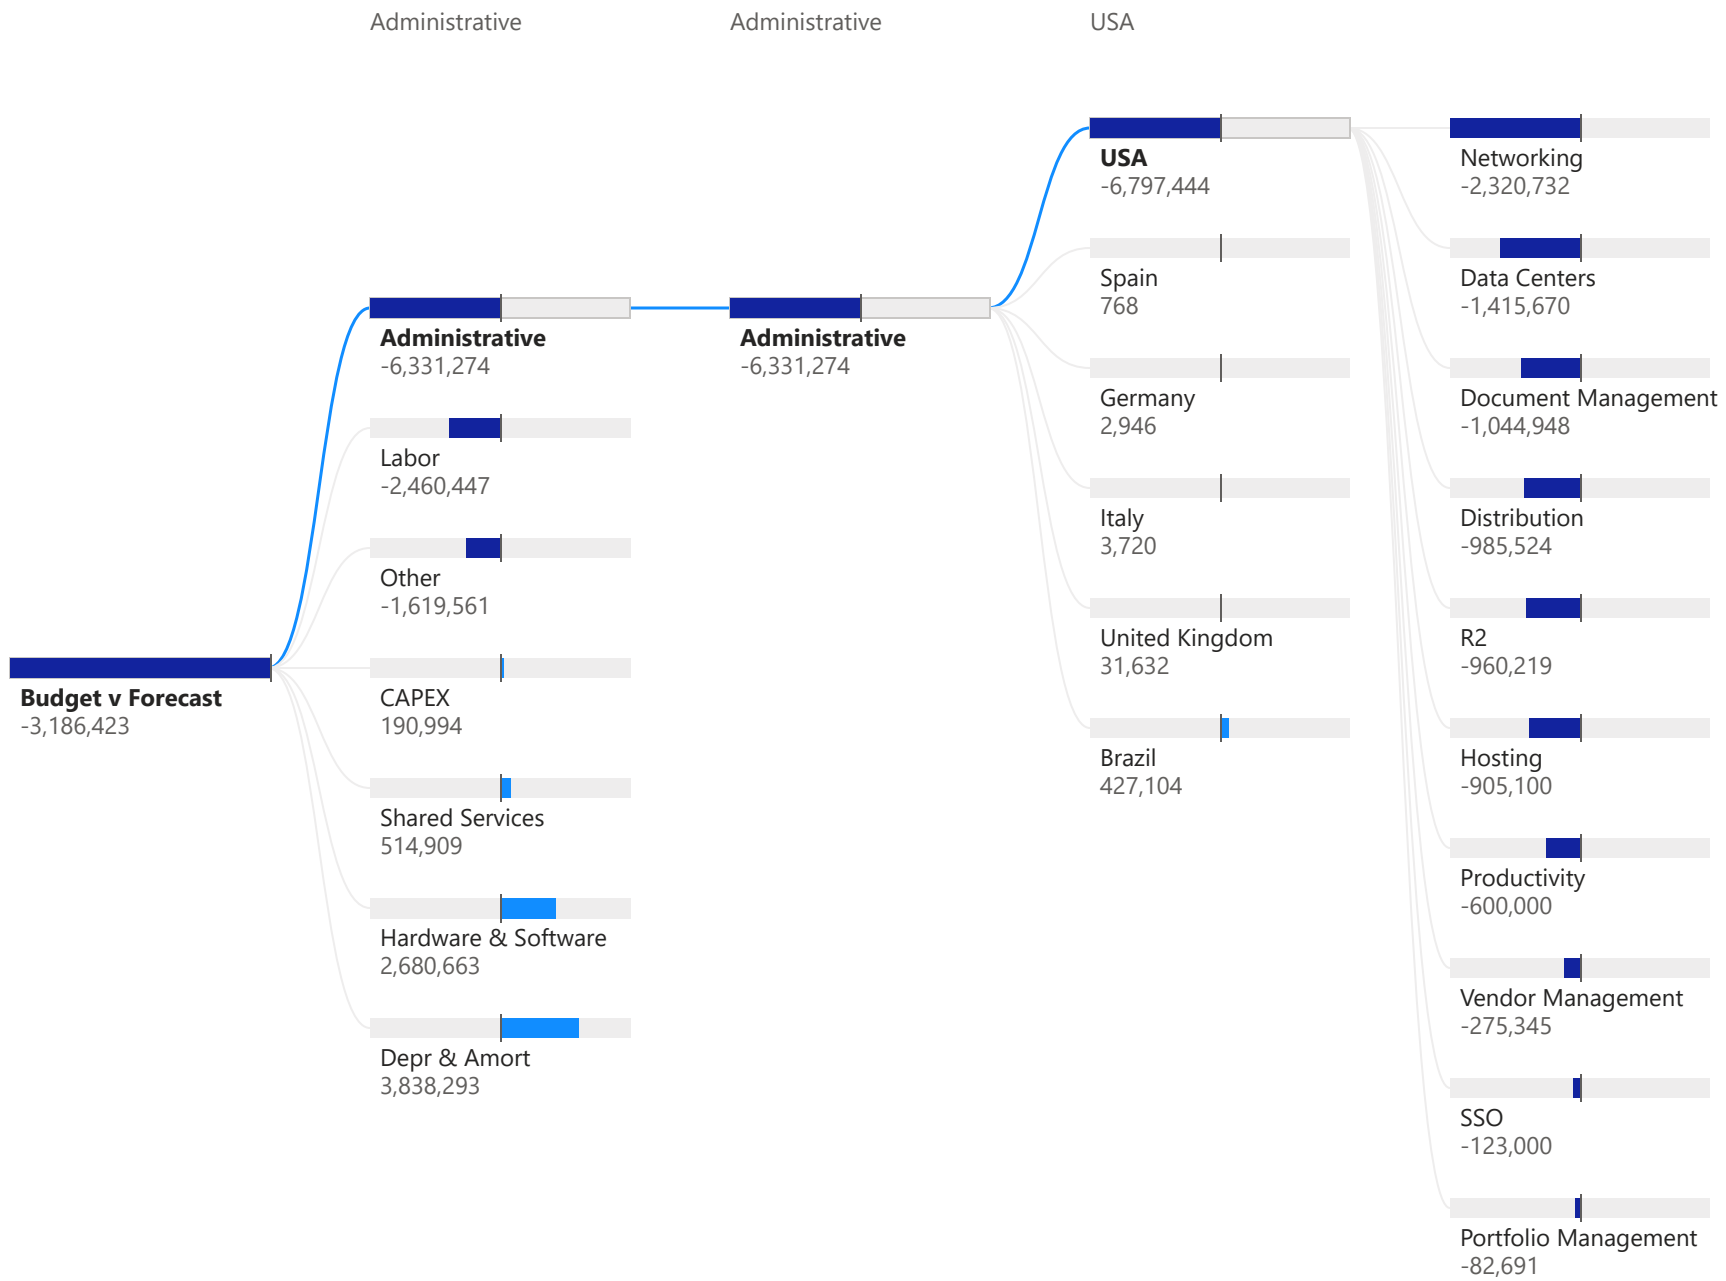 Administrative
Administrative
USA
Budget v Forecast
-3,186,423
Administrative
-6,331,274
Labor
-2,460,447
Other
-1,619,561
CAPEX
190,994
Shared Services
514,909
Hardware & Software
2,680,663
Depr & Amort
3,838,293
Administrative
-6,331,274
USA
-6,797,444
Spain
768
Germany
2,946
Italy
3,720
United Kingdom
31,632
Brazil
427,104
Networking
-2,320,732
Data Centers
-1,415,670
Document Management
-1,044,948
Distribution
-985,524
R2
-960,219
Hosting
-905,100
Productivity
-600,000
Vendor Management
-275,345
SSO
-123,000
Portfolio Management
-82,691